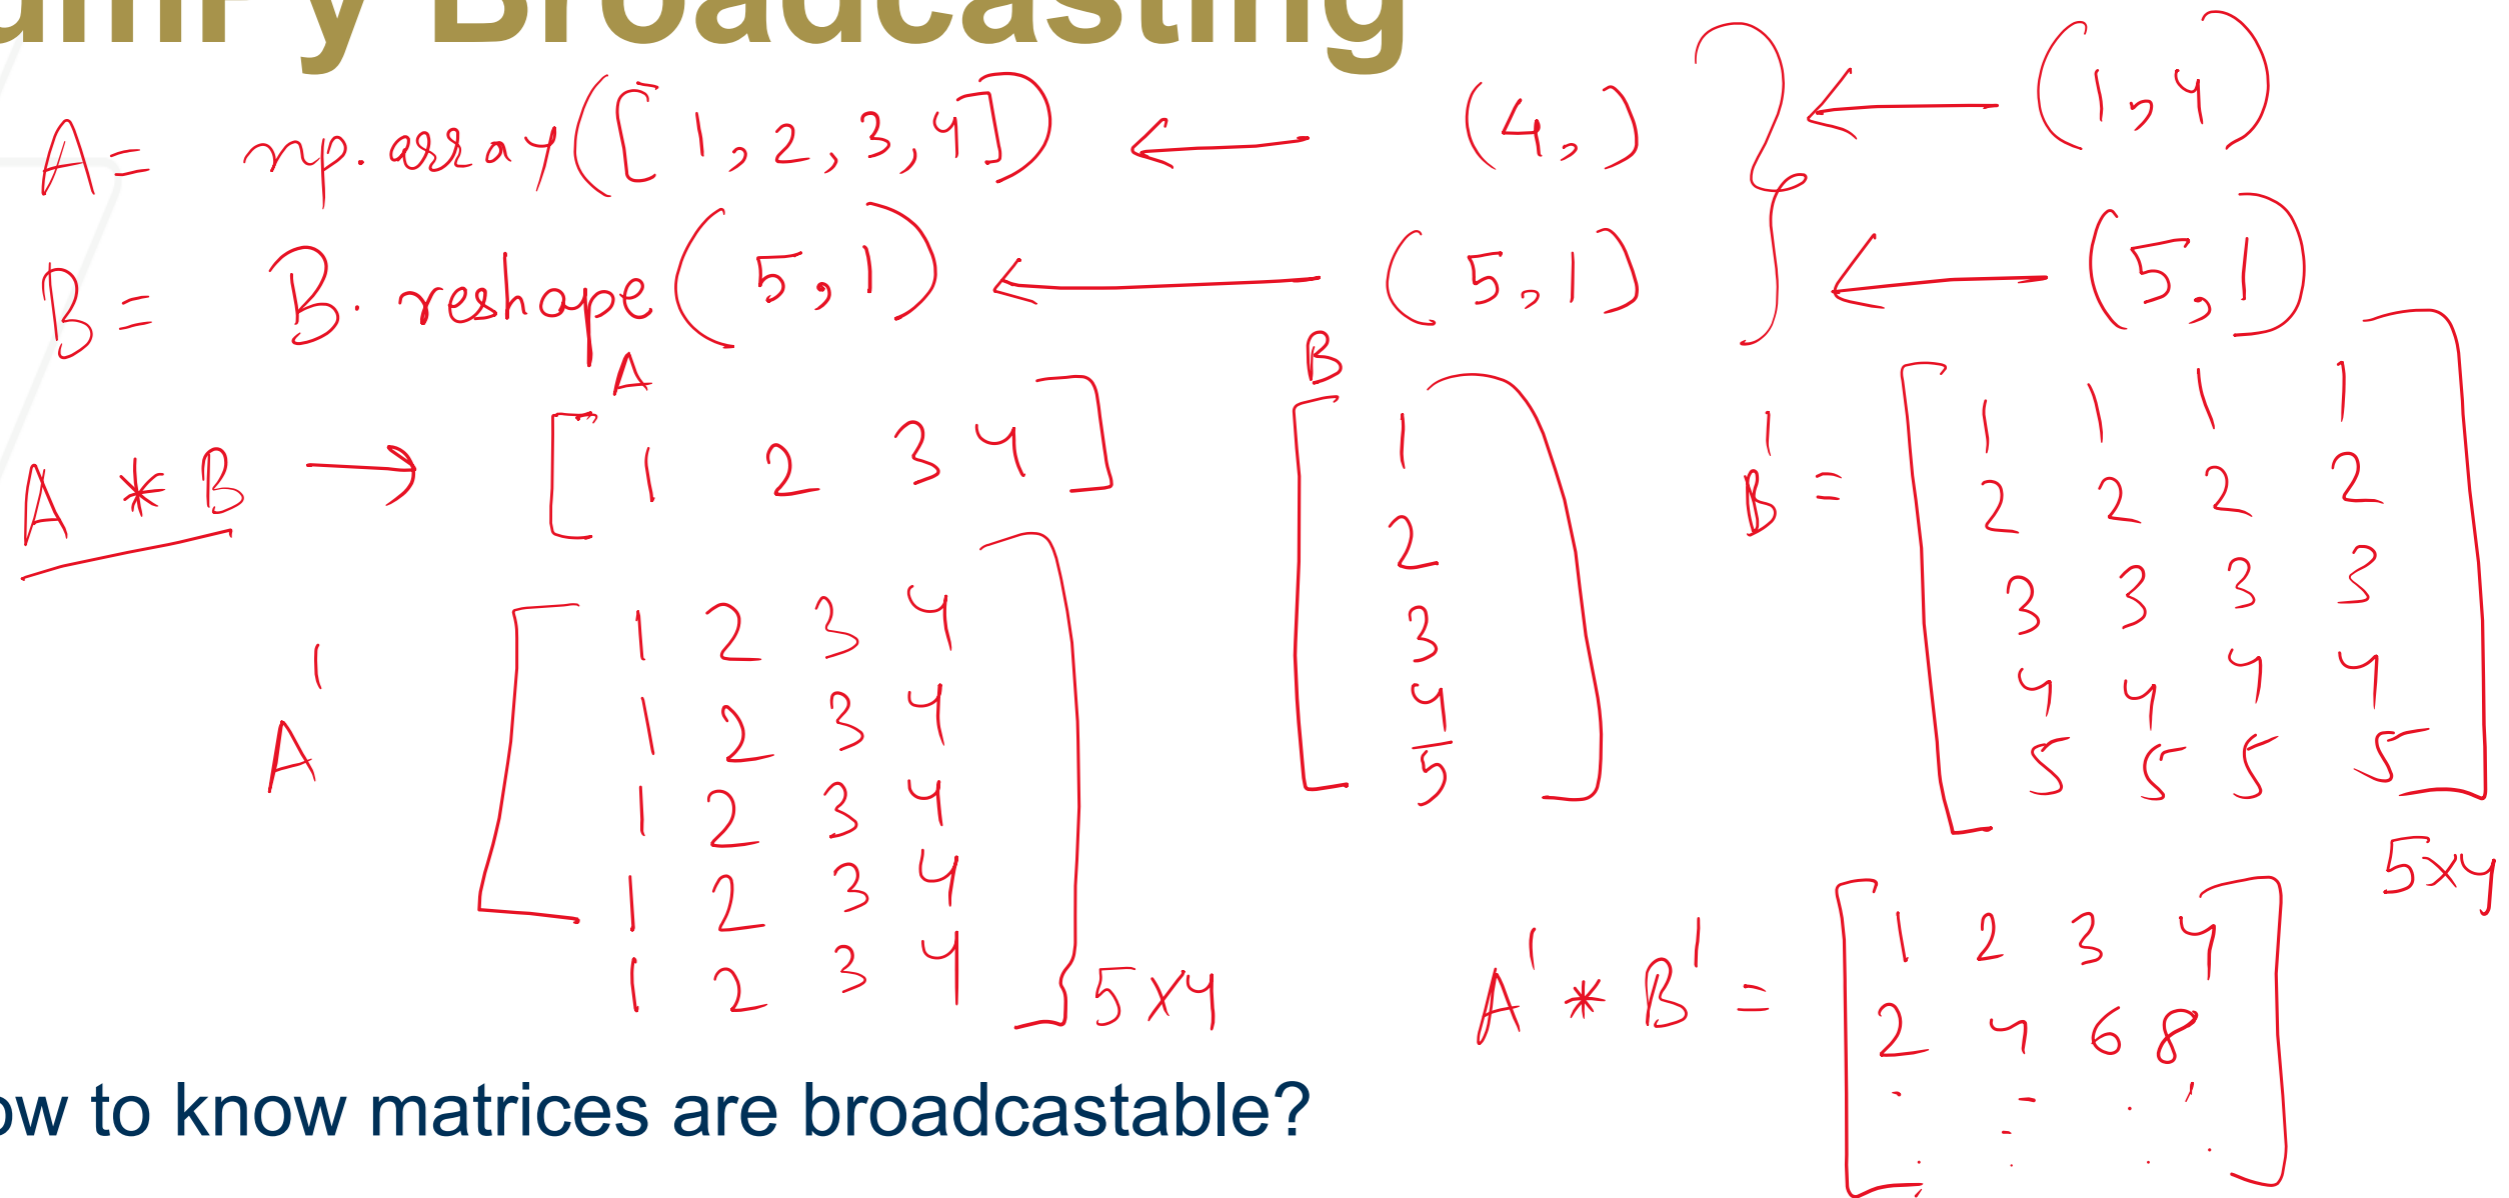 umPy Broadcasting
A = np.array([1, 2, 3, 4]) ← (4,) ← (1, 4)
B = B.reshape(5, 1) ← (5, 1) ← (5, 1)
A * B → A [1 2 3 4]
B
[1
2
3
4
5]
B' =
[1 1 1 1
2 2 2 2
3 3 3 3
4 4 4 4
5 5 5 5]
5x4
A'
[1 2 3 4
1 2 3 4
1 2 3 4
1 2 3 4
1 2 3 4]
5x4
A' * B' =
[1 2 3 4
2 4 6 8
: - . '
. . . .]
ow to know matrices are broadcastable?